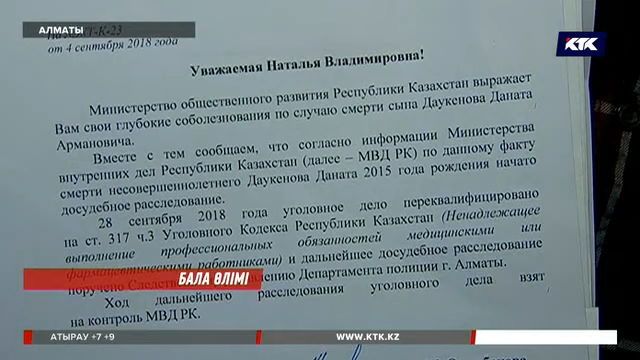 АЛМАТЫ
КТК
от 4 сентября 2018 года
Уважаемая Наталья Владимировна!
Министерство общественного развития Республики Казахстан выражает
Вам свои глубокие соболезнования по случаю смерти сына Даукенова Даната
Армановича.
Вместе с тем сообщаем, что согласно информации Министерства
внутренних дел Республики Казахстан (далее – МВД РК) по данному факту
смерти несовершеннолетнего Даукенова Даната 2015 года рождения начато
досудебное расследование.
28 сентября 2018 года уголовное дело переквалифицировано
на ст. 317 ч.3 Уголовного Кодекса Республики Казахстан (Ненадлежащее
выполнение профессиональных обязанностей медицинскими или
фармацевтическими работниками) и дальнейшее досудебное расследование
поручено Департамента полиции г. Алматы.
БАЛА ӨЛІМІ
Ход дальнейшего расследования уголовного дела взят
на контроль МВД РК.
АТЫРАУ +7 +9
WWW.KTK.KZ